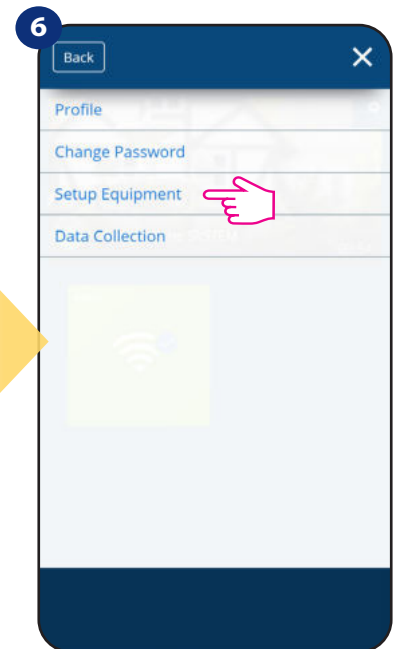 6
Back
Profile
Change Password
Setup Equipment
Data Collection